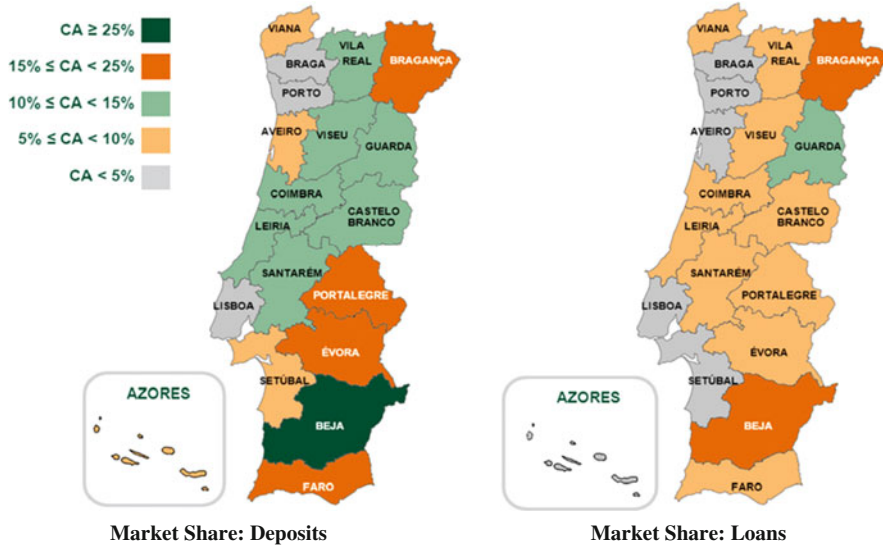 CA ≥ 25%
15% ≤ CA < 25%
10% ≤ CA < 15%
5% ≤ CA < 10%
CA < 5%
VIANA
BRAGA
VILA
REAL
BRAGANÇA
PORTO
AVEIRO
VISEU
GUARDA
COIMBRA
LEIRIA
CASTELO
BRANCO
SANTARÉM
PORTALEGRE
LISBOA
ÉVORA
SETÚBAL
BEJA
FARO
AZORES
Market Share: Deposits
VIANA
BRAGA
VILA
REAL
BRAGANÇA
PORTO
AVEIRO
VISEU
GUARDA
COIMBRA
LEIRIA
CASTELO
BRANCO
SANTARÉM
PORTALEGRE
LISBOA
ÉVORA
SETÚBAL
BEJA
FARO
AZORES
Market Share: Loans